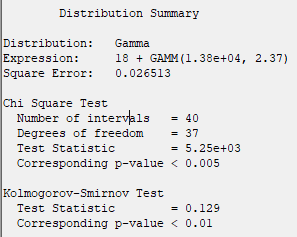 Distribution Summary
Distribution: Gamma
Expression: 18 + GAMM(1.38e+04, 2.37)
Square Error: 0.026513
Chi Square Test
Number of intervals = 40
Degrees of freedom = 37
Test Statistic = 5.25e+03
Corresponding p-value < 0.005
Kolmogorov-Smirnov Test
Test Statistic = 0.129
Corresponding p-value < 0.01